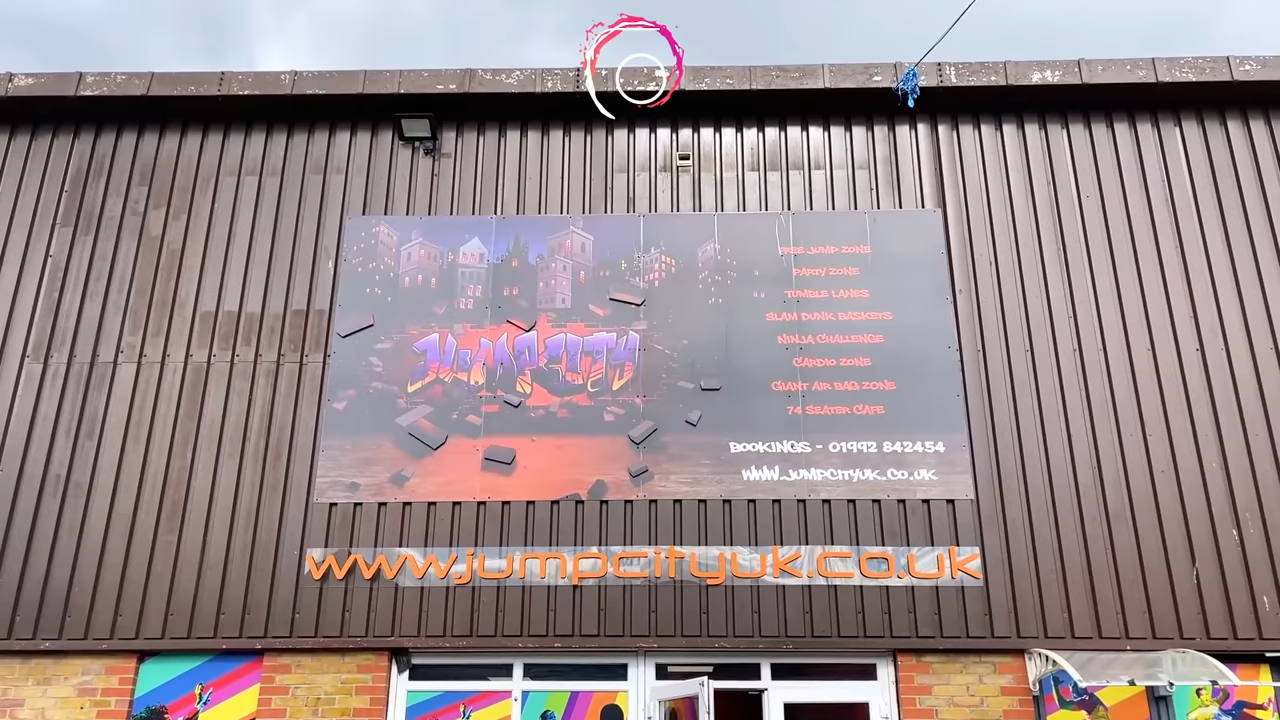 JUMP CITY
FREE JUMP ZONE
PARTY ZONE
TUMBLE LANES
SLAM DUNK BASKETS
NINJA CHALLENGE
CARDIO ZONE
GIANT AIR BAG ZONE
74 SEATER CAFE
BOOKINGS - 01992 842454
WWW.JUMPCITYUK.CO.UK
www.jumpcityuk.co.uk